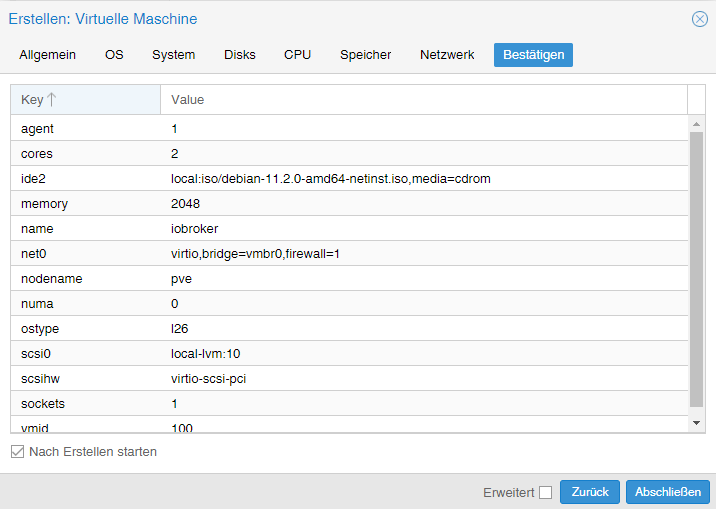 Erstellen: Virtuelle Maschine
Allgemein OS System Disks CPU Speicher Netzwerk Bestätigen
Key Value
agent 1
cores 2
ide2 local:iso/debian-11.2.0-amd64-netinst.iso,media=cdrom
memory 2048
name iobroker
net0 virtio,bridge=vmbr0,firewall=1
nodename pve
numa 0
ostype l26
scsi0 local-lvm:10
scsihw virtio-scsi-pci
sockets 1
vmid 100
Nach Erstellen starten
Erweitert Zurück Abschließen